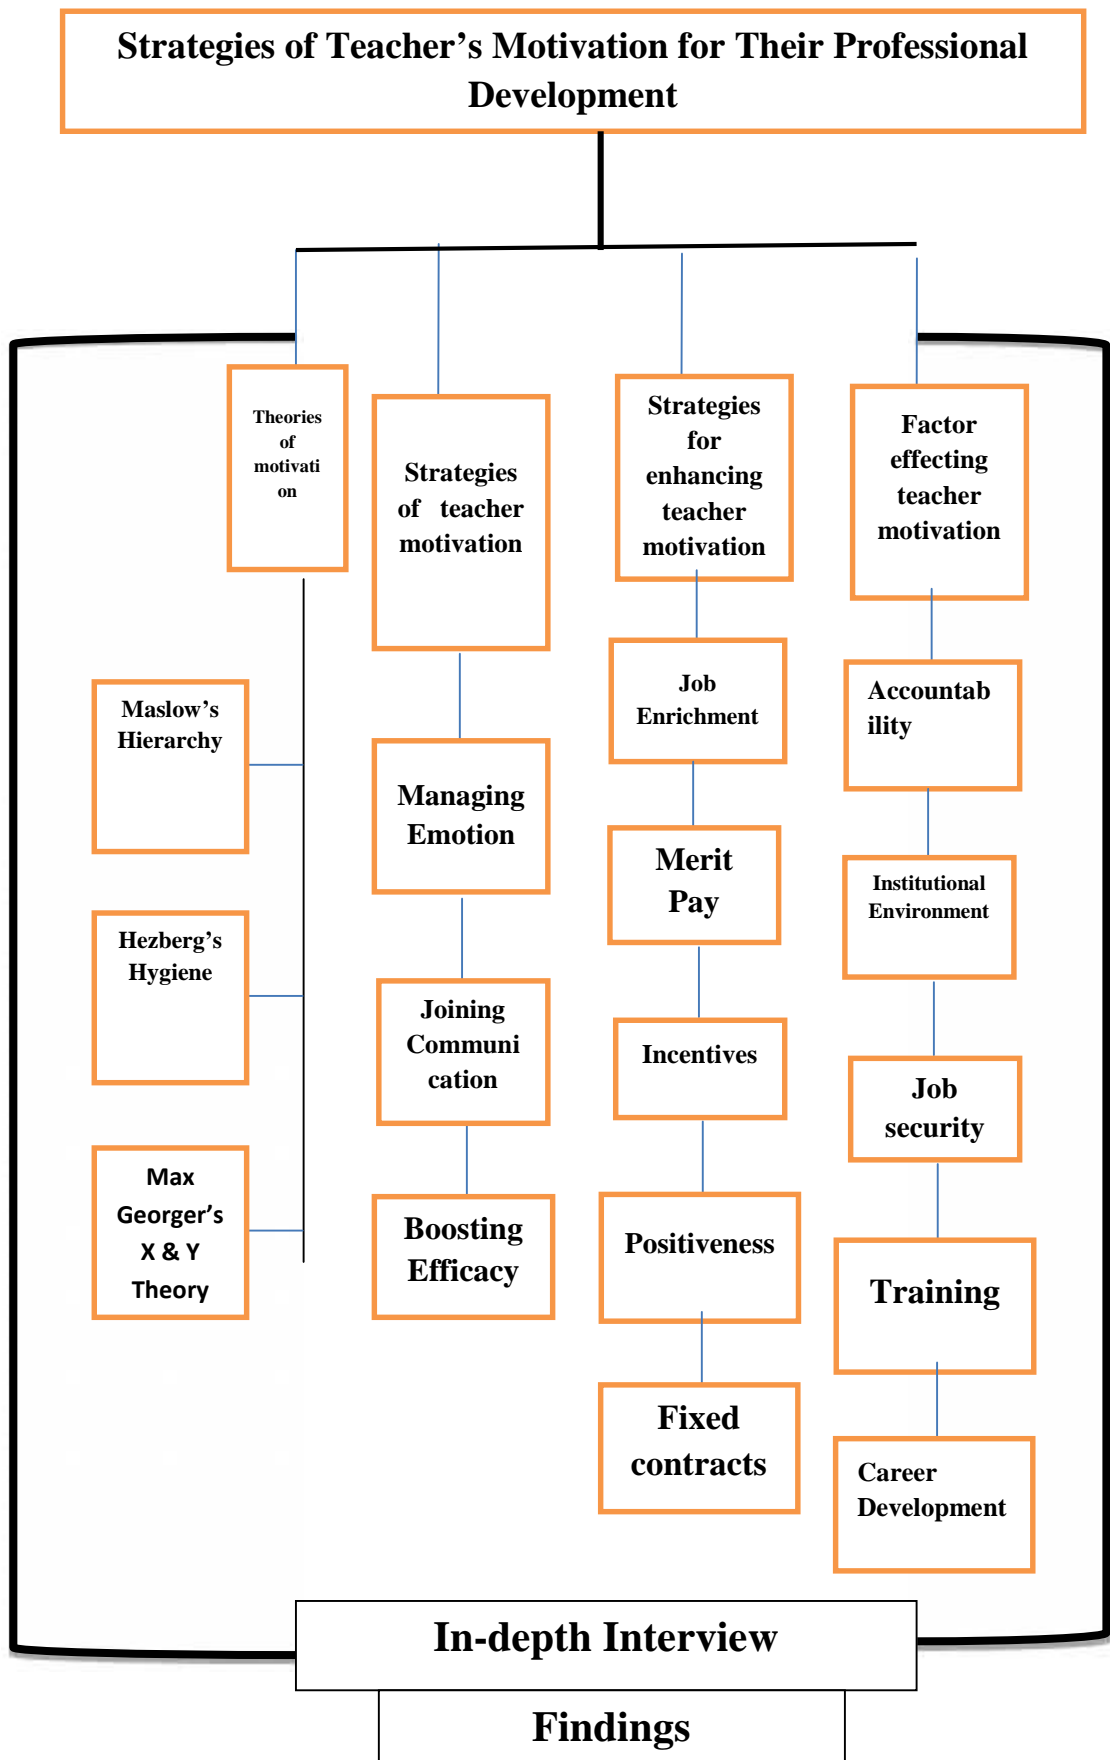 Strategies of Teacher’s Motivation for Their Professional
Development
Theories
of
motivati
on
Strategies
of teacher
motivation
Strategies
for
enhancing
teacher
motivation
Factor
effecting
teacher
motivation
Maslow’s
Hierarchy
Hezberg’s
Hygiene
Max
Georger’s
X & Y
Theory
Managing
Emotion
Joining
Communi
cation
Boosting
Efficacy
Job
Enrichment
Merit
Pay
Incentives
Positiveness
Fixed
contracts
Accountab
ility
Institutional
Environment
Job
security
Training
Career
Development
In-depth Interview
Findings